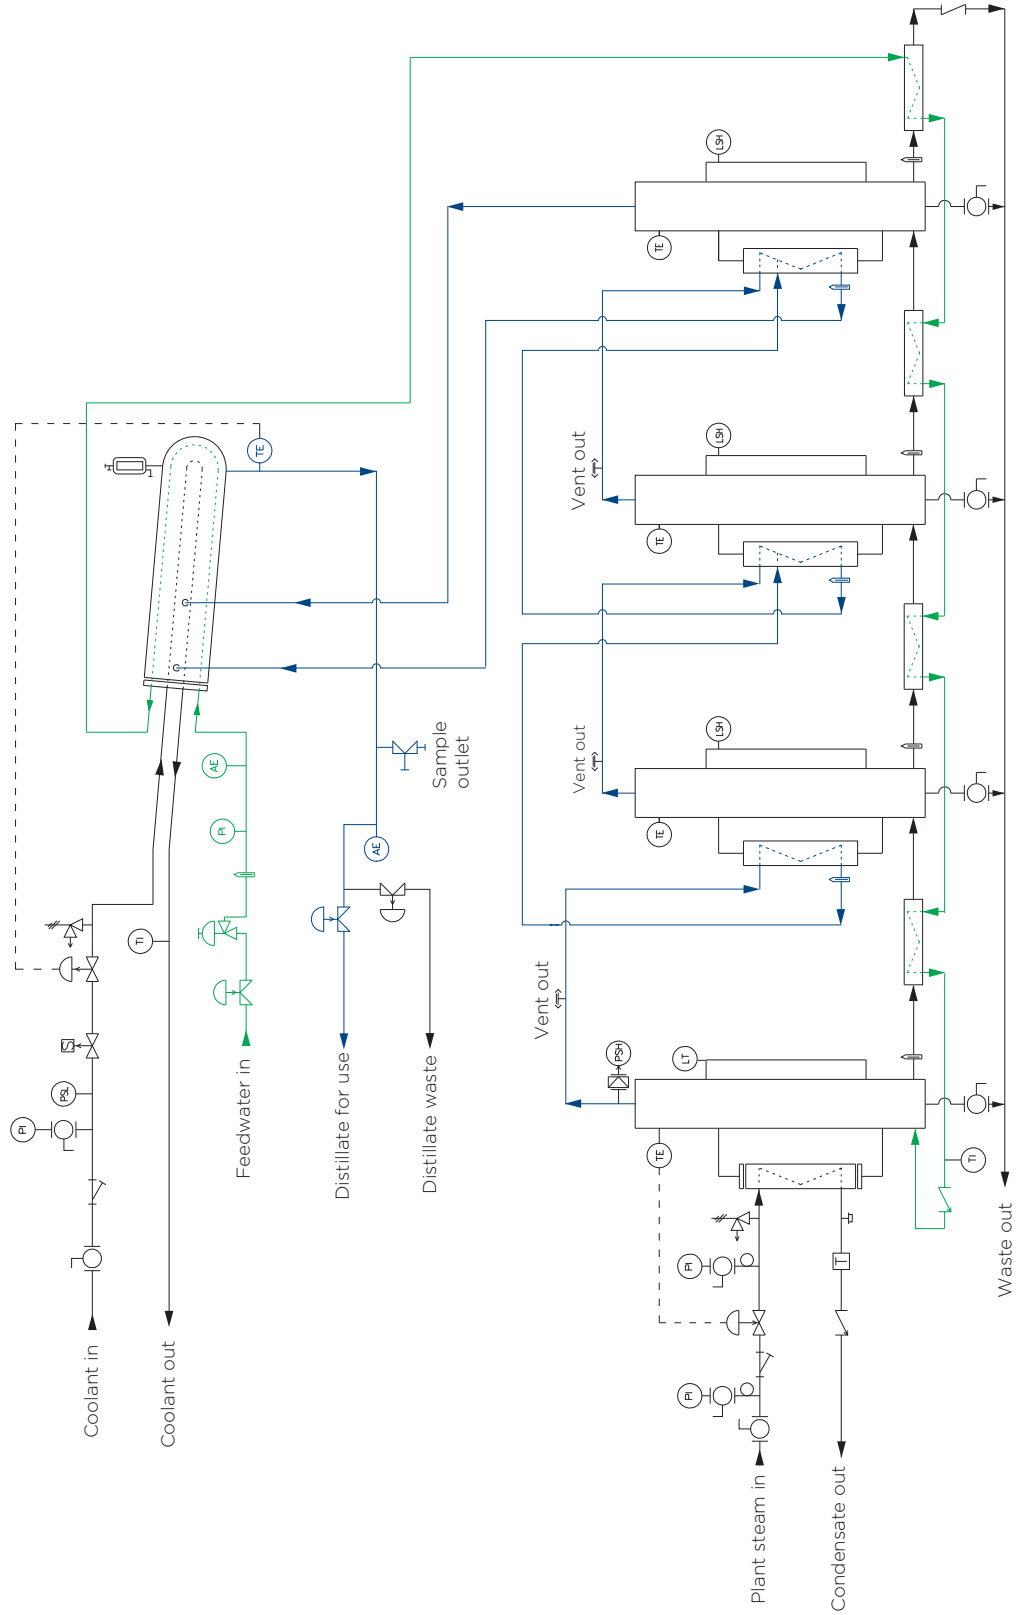 Coolant in
Coolant out
Feedwater in
Distillate for use
Distillate waste
Sample
outlet
Vent out
Vent out
Vent out
Plant steam in
Condensate out
Waste out
PI
PSL
S
TI
PI
AE
TE
AE
PSH
LT
TE
TE
LSH
TE
LSH
TE
LSH
PI
PI
T
TI